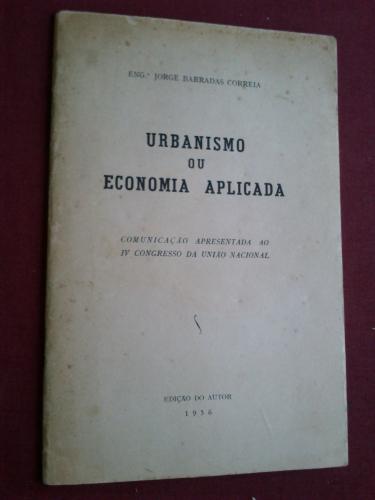 ENG.º JORGE BARRADAS CORREIA
URBANISMO
OU
ECONOMIA APLICADA
COMUNICAÇÃO APRESENTADA AO
IV CONGRESSO DA UNIÃO NACIONAL
EDIÇÃO DO AUTOR
1956